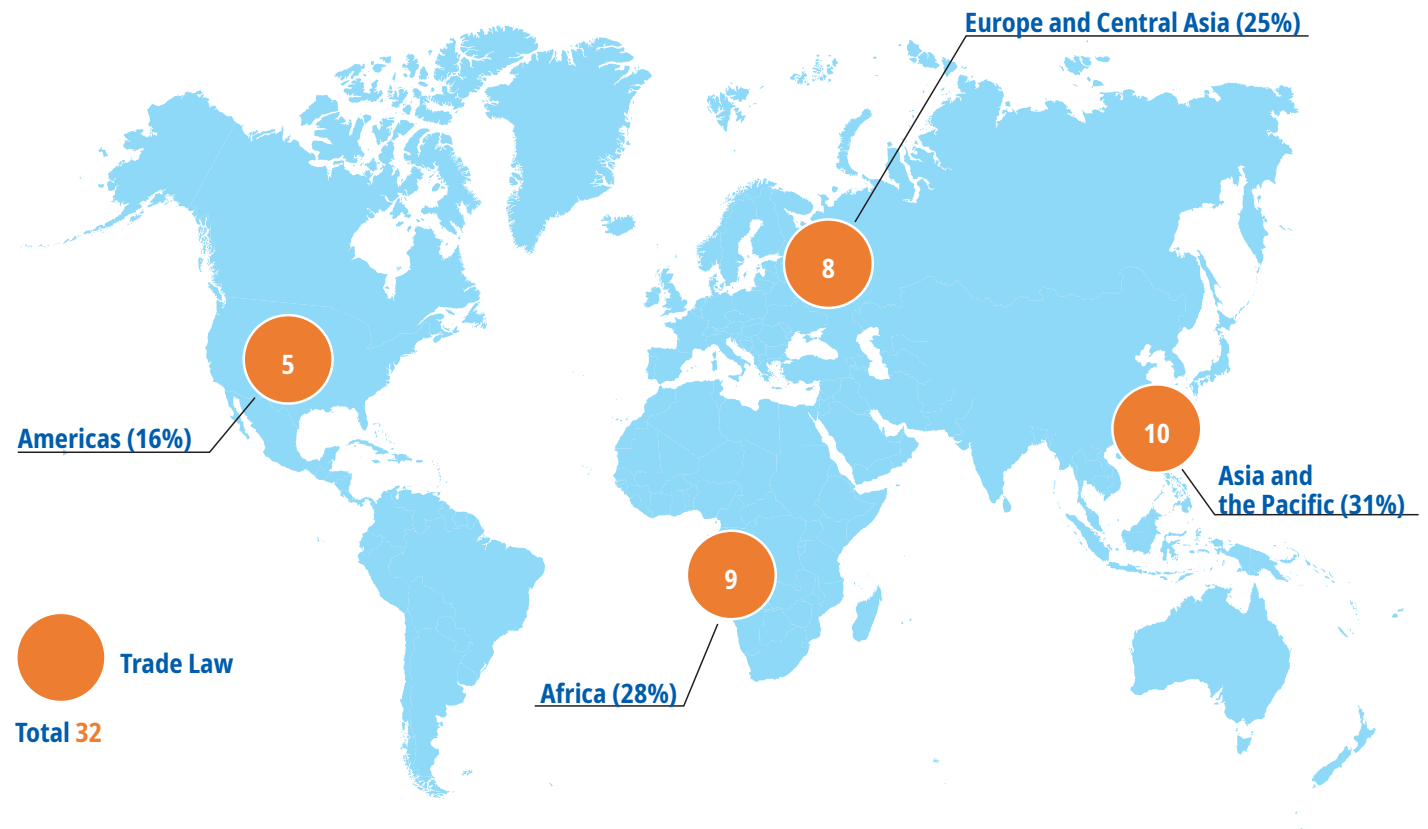 Europe and Central Asia (25%)
8
5
Americas (16%)
10
Asia and
the Pacific (31%)
9
Trade Law
Africa (28%)
Total 32